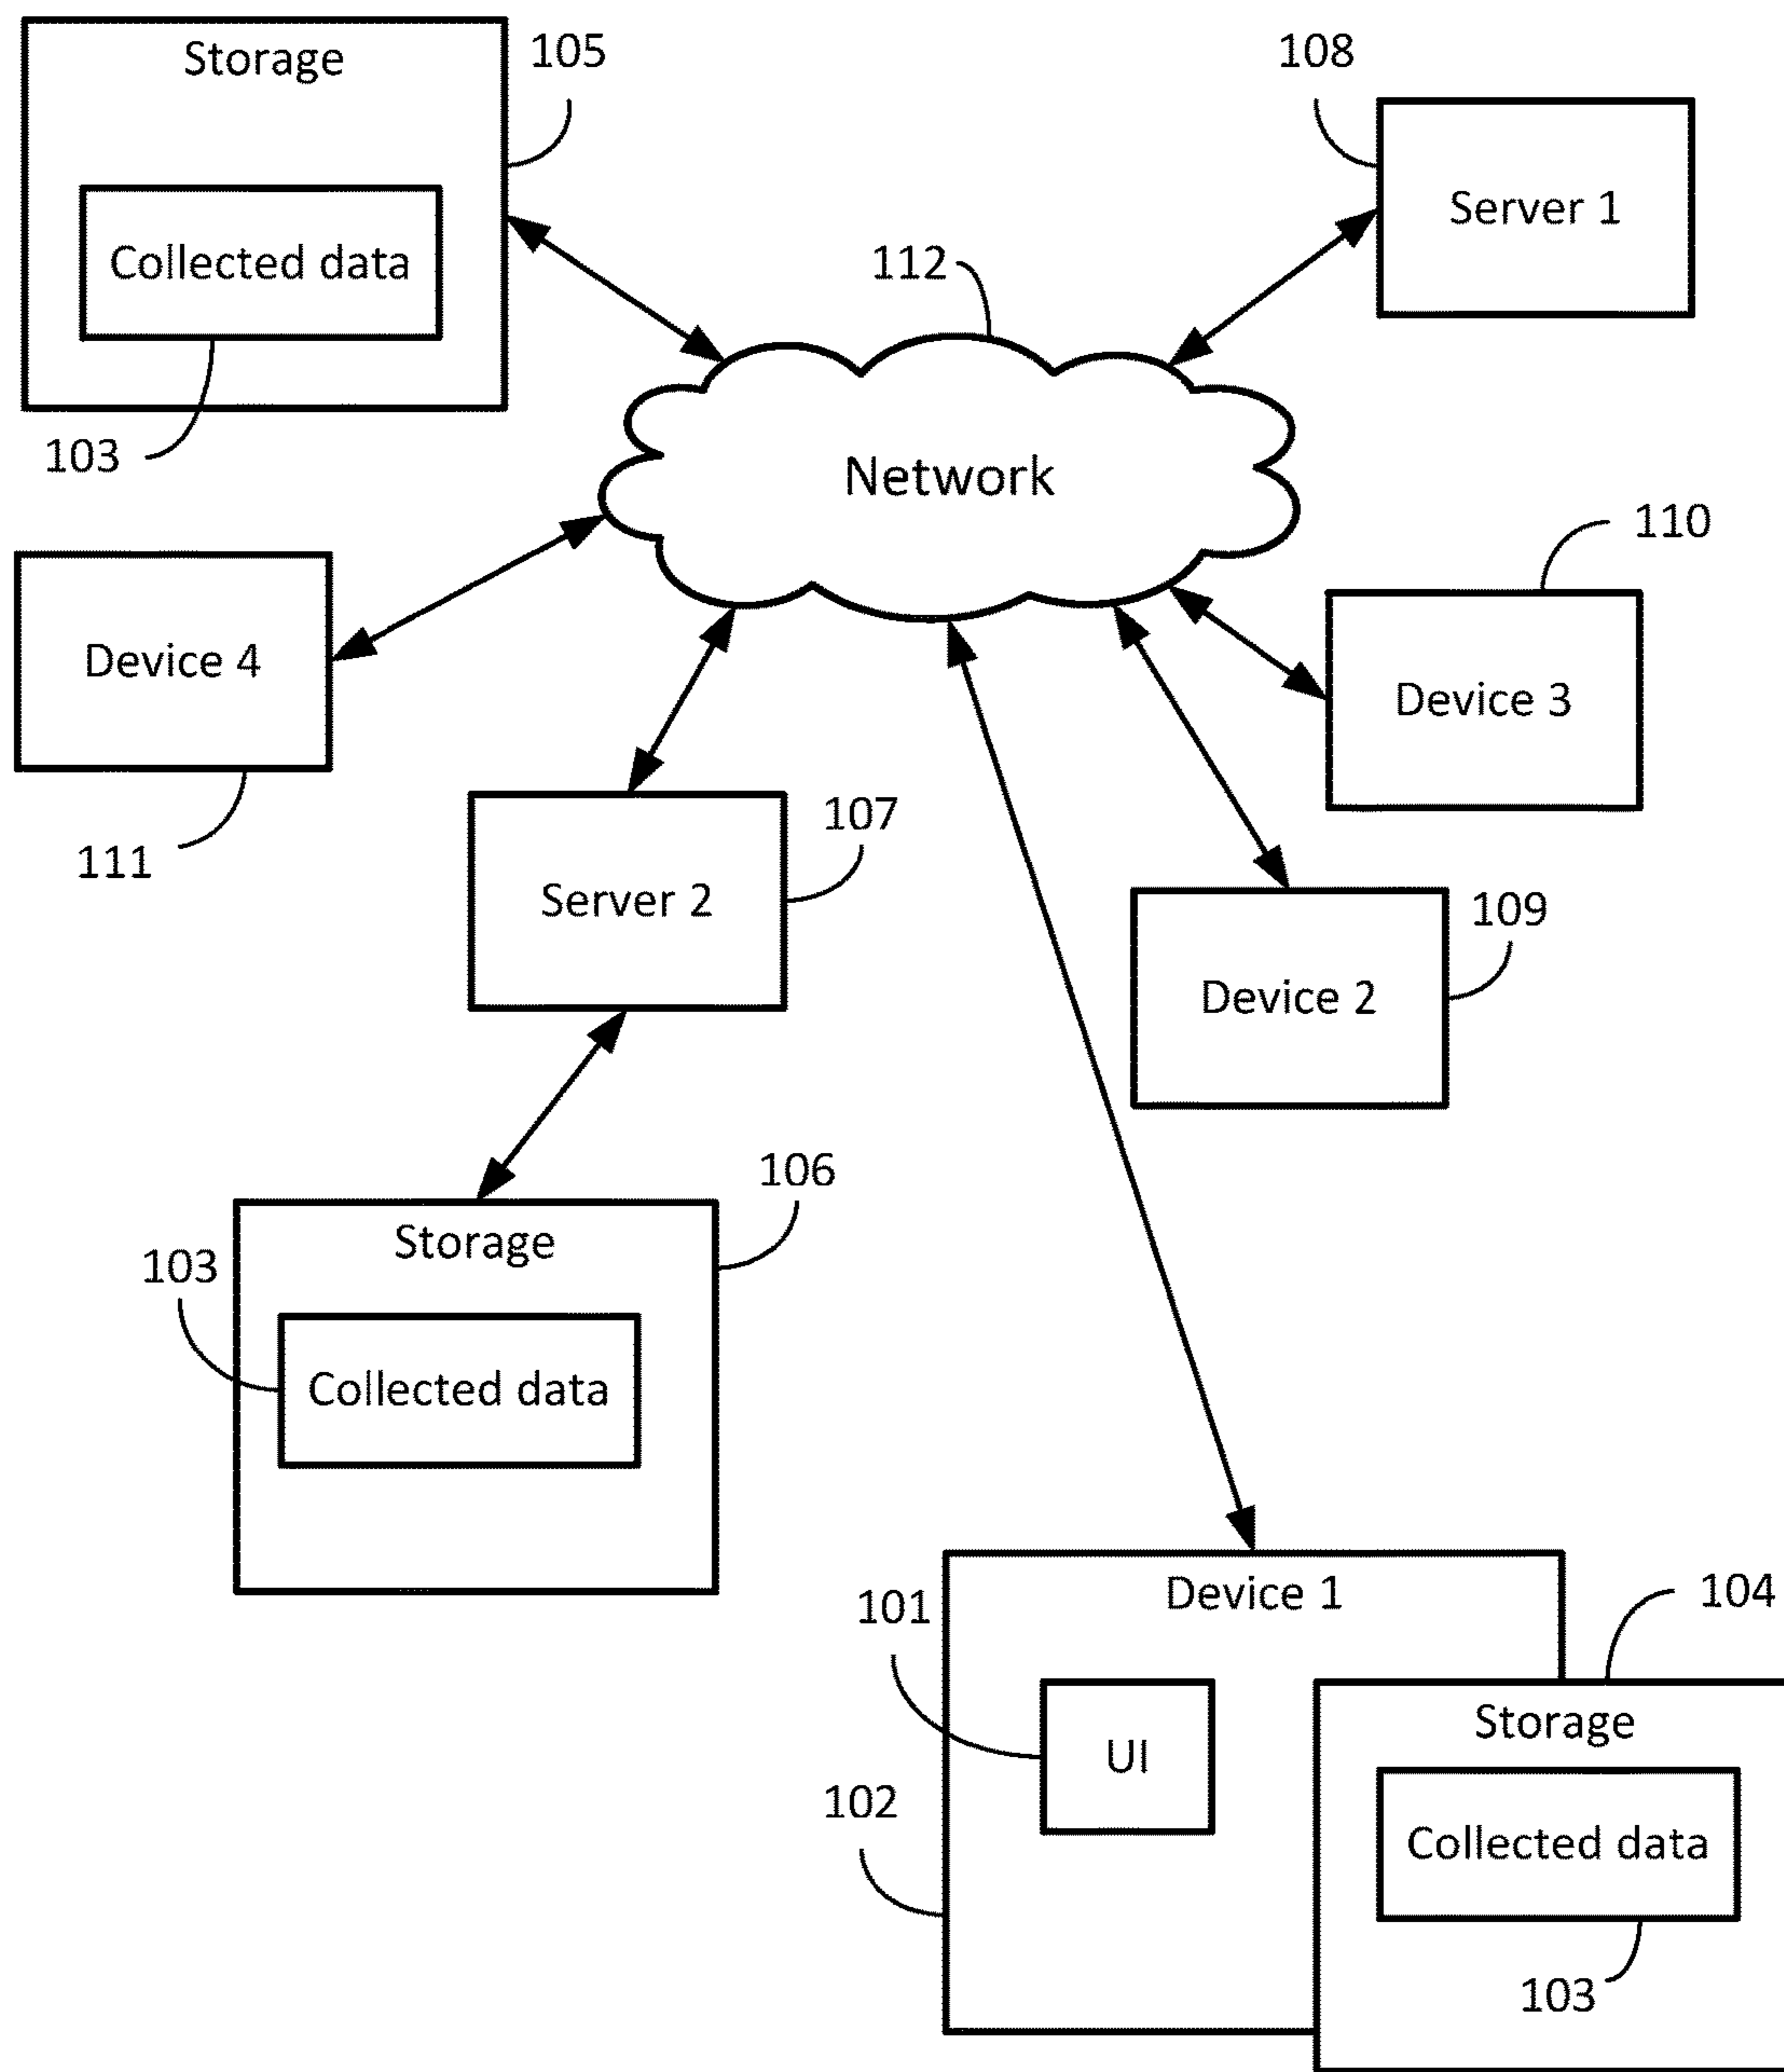 Storage
105
108
Collected data
Server 1
112
103
Network
110
Device 4
Device 3
111
107
Server 2
109
Device 2
106
Storage
103
Collected data
Device 1
101
104
UI
Storage
102
Collected data
103